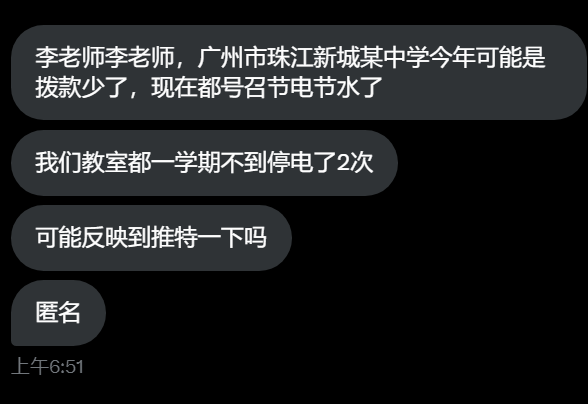 李老师李老师，广州市珠江新城某中学今年可能是
拨款少了，现在都号召节电节水了
我们教室都一学期不到停电了2次
可能反映到推特一下吗
匿名
上午6:51